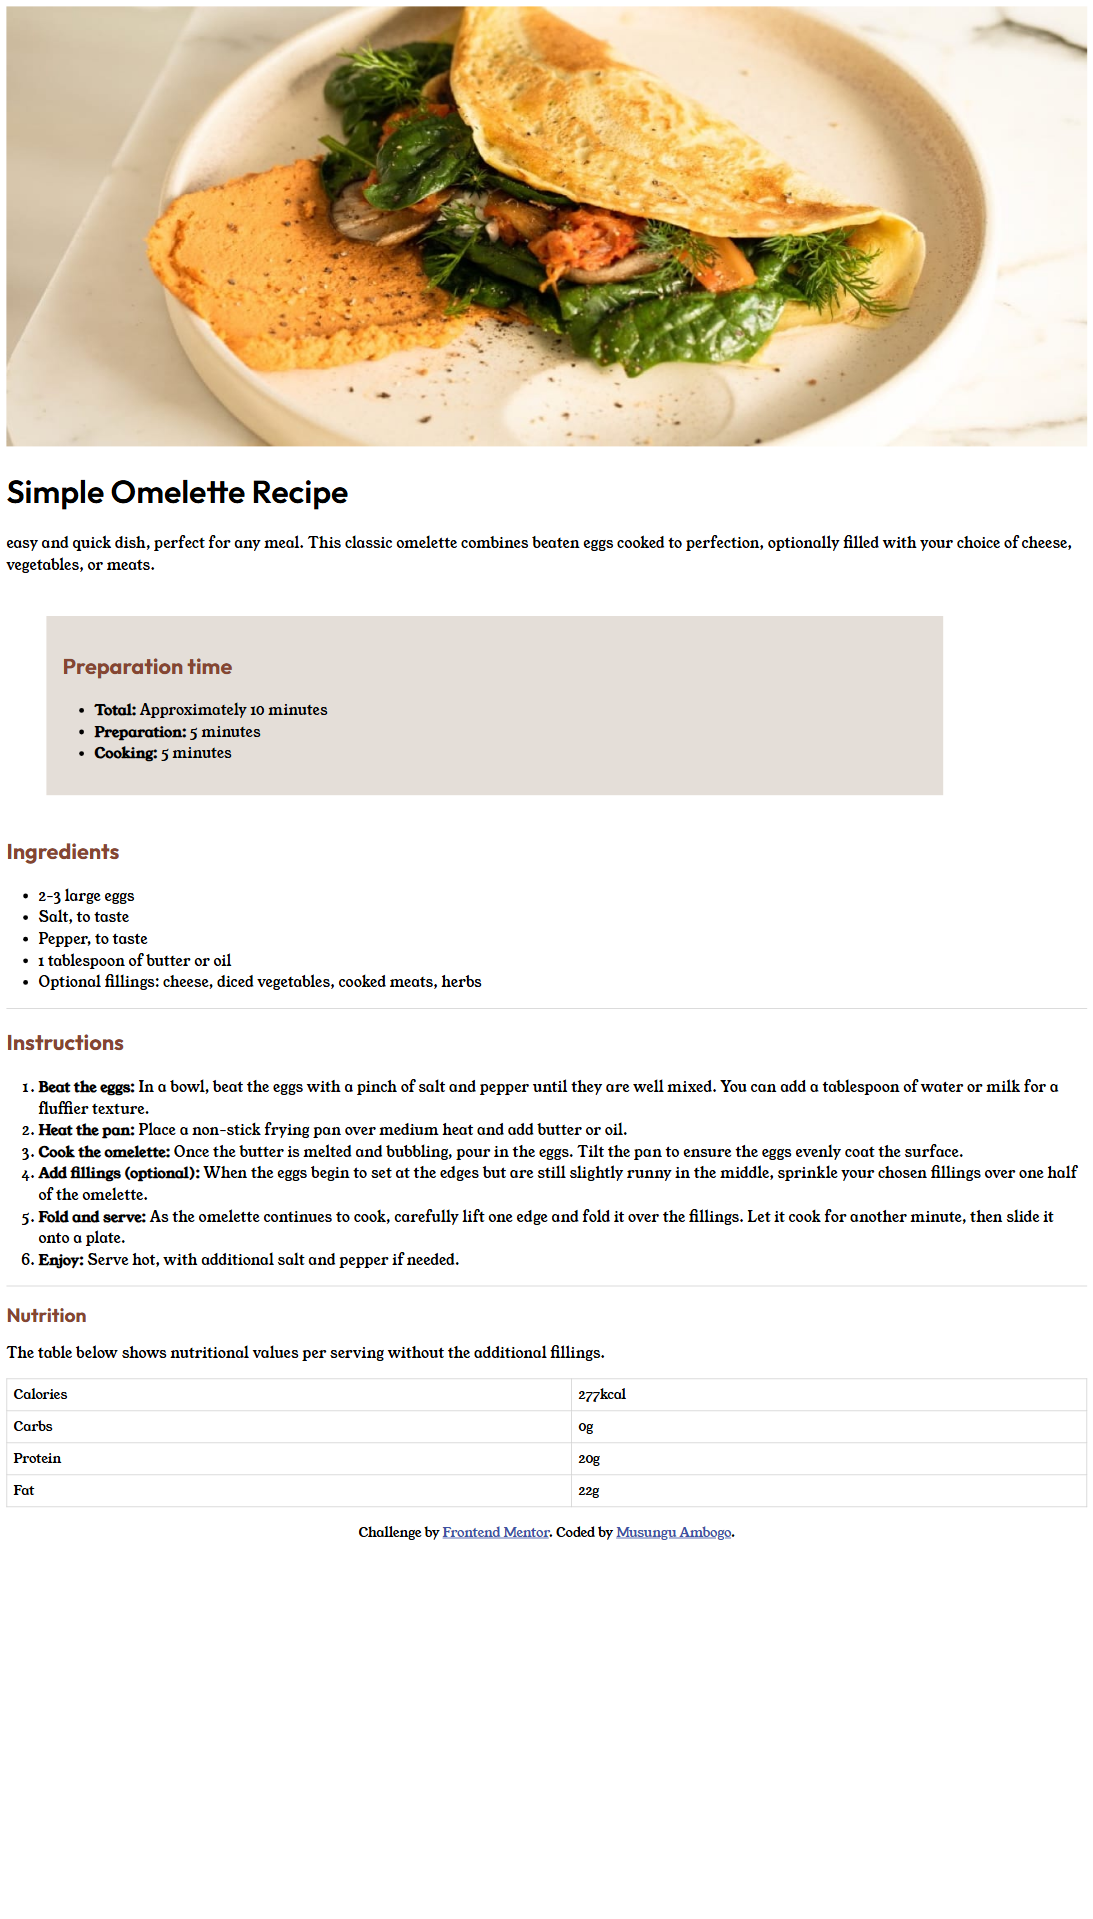 Simple Omelette Recipe
easy and quick dish, perfect for any meal. This classic omelette combines beaten eggs cooked to perfection, optionally filled with your choice of cheese,
vegetables, or meats.
Preparation time
• Total: Approximately 10 minutes
• Preparation: 5 minutes
• Cooking: 5 minutes
Ingredients
• 2-3 large eggs
• Salt, to taste
• Pepper, to taste
• 1 tablespoon of butter or oil
• Optional fillings: cheese, diced vegetables, cooked meats, herbs
Instructions
1. Beat the eggs: In a bowl, beat the eggs with a pinch of salt and pepper until they are well mixed. You can add a tablespoon of water or milk for a
fluffier texture.
2. Heat the pan: Place a non-stick frying pan over medium heat and add butter or oil.
3. Cook the omelette: Once the butter is melted and bubbling, pour in the eggs. Tilt the pan to ensure the eggs evenly coat the surface.
4. Add fillings (optional): When the eggs begin to set at the edges but are still slightly runny in the middle, sprinkle your chosen fillings over one half
of the omelette.
5. Fold and serve: As the omelette continues to cook, carefully lift one edge and fold it over the fillings. Let it cook for another minute, then slide it
onto a plate.
6. Enjoy: Serve hot, with additional salt and pepper if needed.
Nutrition
The table below shows nutritional values per serving without the additional fillings.
Calories 277kcal
Carbs 0g
Protein 20g
Fat 22g
Challenge by Frontend Mentor. Coded by Musungu Ambogo.